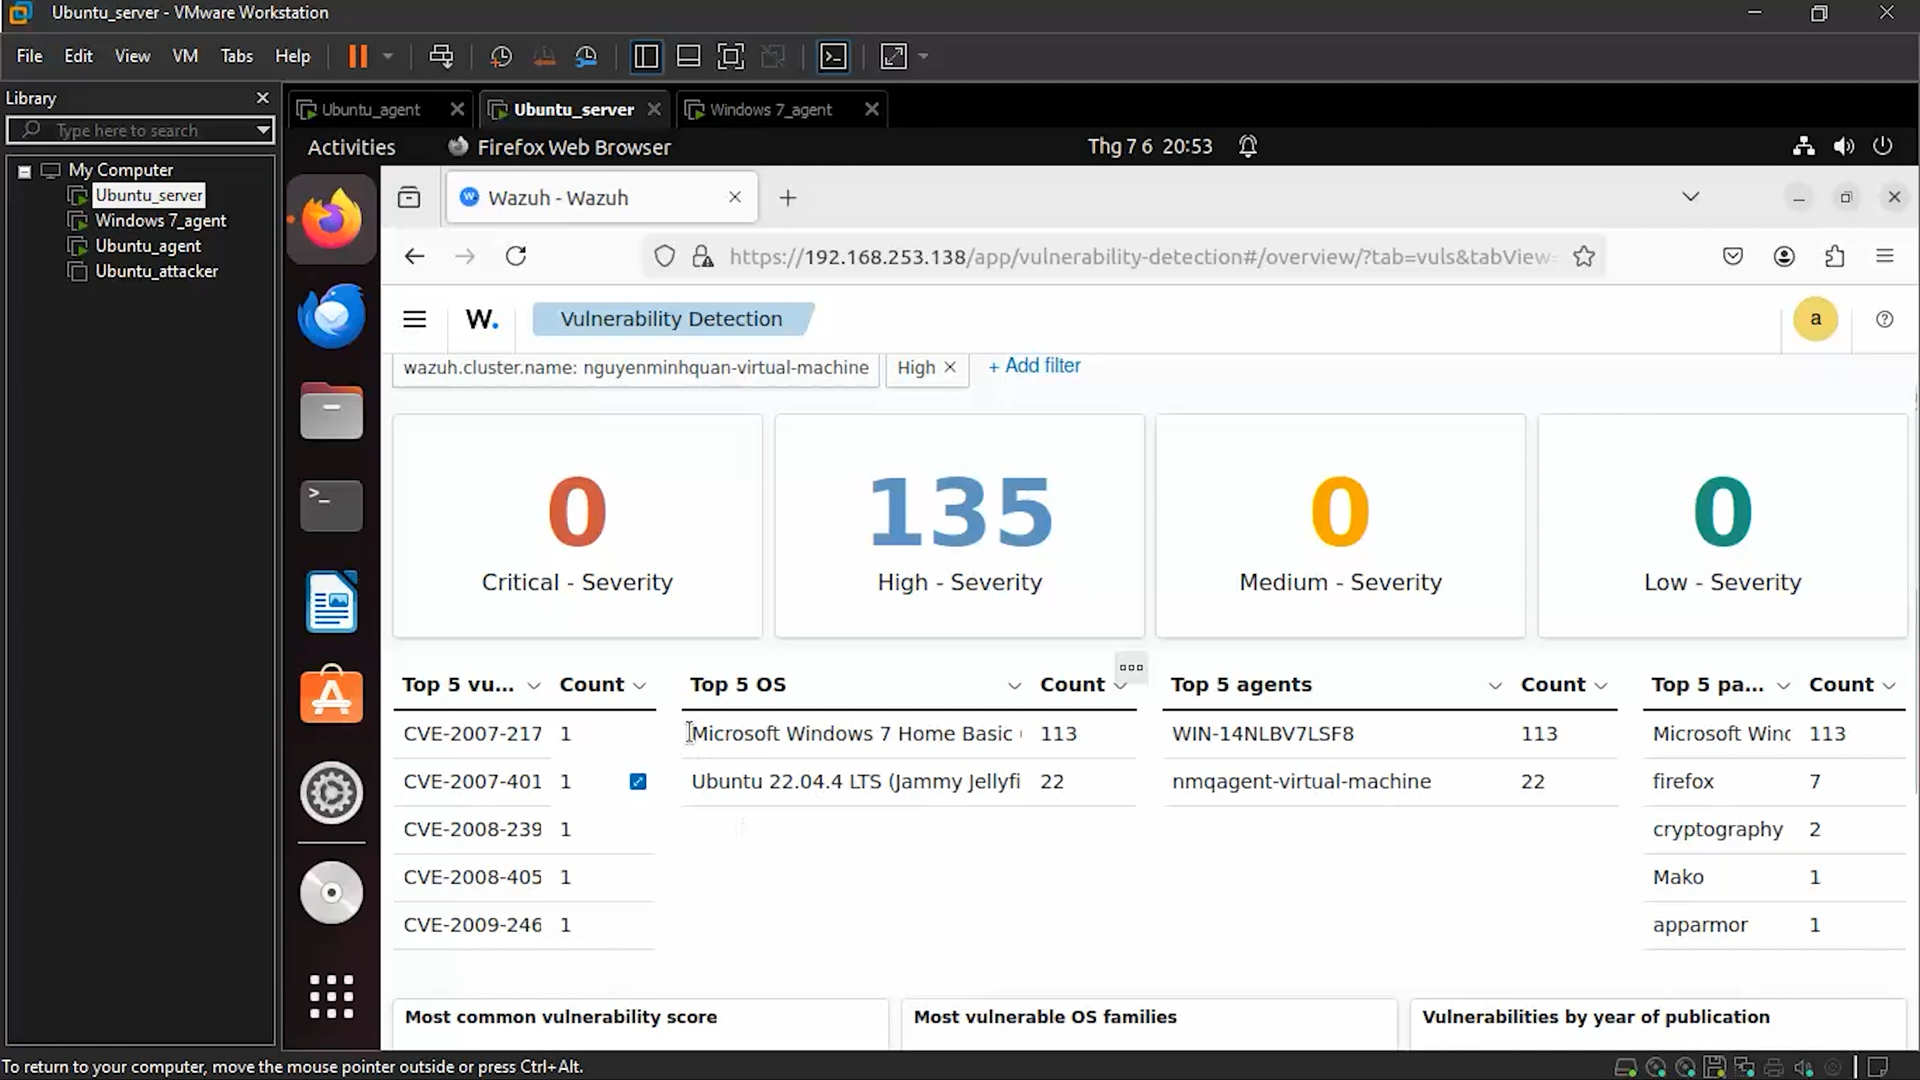 Ubuntu_server - VMware Workstation
File Edit View VM Tabs Help
Library
Type here to search
My Computer
Ubuntu_server
Windows 7_agent
Ubuntu_agent
Ubuntu_attacker
Ubuntu_agent Ubuntu_server Windows 7_agent
Activities Firefox Web Browser Thg 7 6 20:53
Wazuh - Wazuh
https://192.168.253.138/app/vulnerability-detection#/overview/?tab=vuls&tabView=
W. Vulnerability Detection a
wazuh.cluster.name: nguyenminhquan-virtual-machine High + Add filter
0 135 0 0
Critical - Severity High - Severity Medium - Severity Low - Severity
Top 5 vu... Count Top 5 OS Count Top 5 agents Count Top 5 pa... Count
CVE-2007-217 1 Microsoft Windows 7 Home Basic 113 WIN-14NLBV7LSF8 113 Microsoft Winc 113
CVE-2007-401 1 Ubuntu 22.04.4 LTS (Jammy Jellyfi 22 nmqagent-virtual-machine 22 firefox 7
CVE-2008-239 1 cryptography 2
CVE-2008-405 1 Mako 1
CVE-2009-246 1 apparmor 1
Most common vulnerability score Most vulnerable OS families Vulnerabilities by year of publication
To return to your computer, move the mouse pointer outside or press Ctrl+Alt.